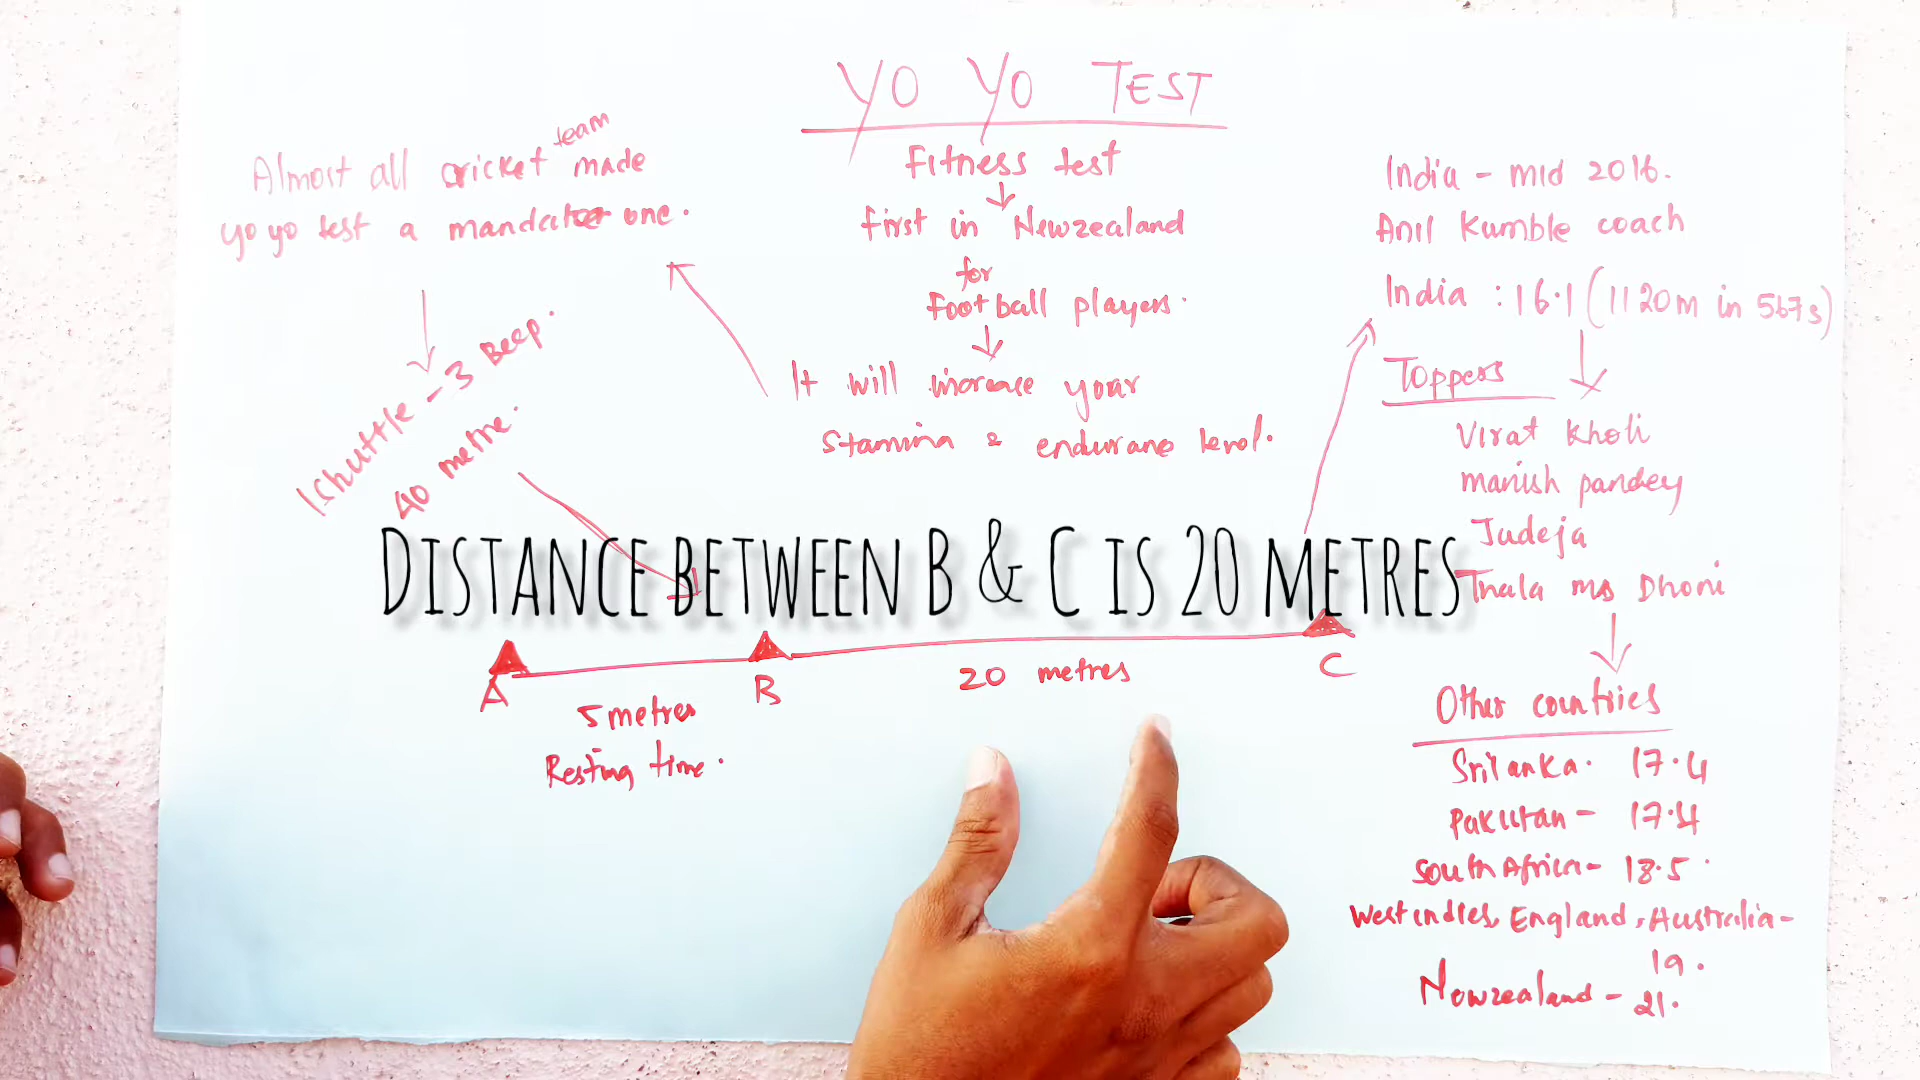 YO YO TEST
Fitness test
First in Newzealand
for
Football players.
It will increase your
Stamina & endurance level.
team
Almost all cricket made
yo yo test a mandator one.
1 Shuttle - 3 Beep.
40 metre.
DISTANCE BETWEEN B & C IS 20 METRES
A
B
C
5 metres
Resting time.
20 metres
India - mid 2016.
Anil Kumble coach
India : 16.1 (1120m in 567s)
Toppers
Virat Kholi
manish pandey
Judeja
Thala ms Dhoni
Other countries
Srilanka. 17.4
Pakistan - 17.4
South Africa - 18.5
West indies, England, Australia -
19.
Newzealand - 21.